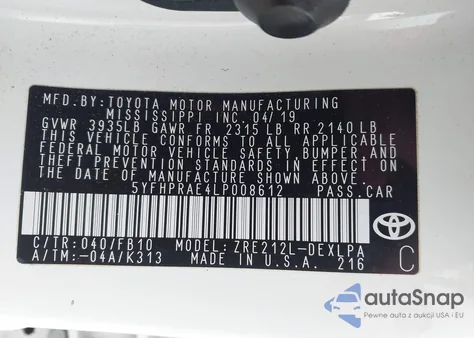 MFD.BY:TOYOTA MOTOR MANUFACTURING
MISSISSIPPI INC 04/19
GVWR 3935LB GAWR FR 2315 LB RR 2140 LB
THIS VEHICLE CONFORMS TO ALL APPLICABLE
FEDERAL MOTOR VEHICLE SAFETY,BUMPER,AND
THEFT PREVENTION STANDARDS IN EFFECT ON
THE DATE OF MANUFACTURE SHOWN ABOVE.
5YFHPRAE4LP008612 PASS.CAR
C/TR:040/FB10 MODEL:ZRE212L-DEXLPA
A/TM:-04A/K313 MADE IN U.S.A. 216 C
autoSnap
Pewne auta z aukcji USA i EU